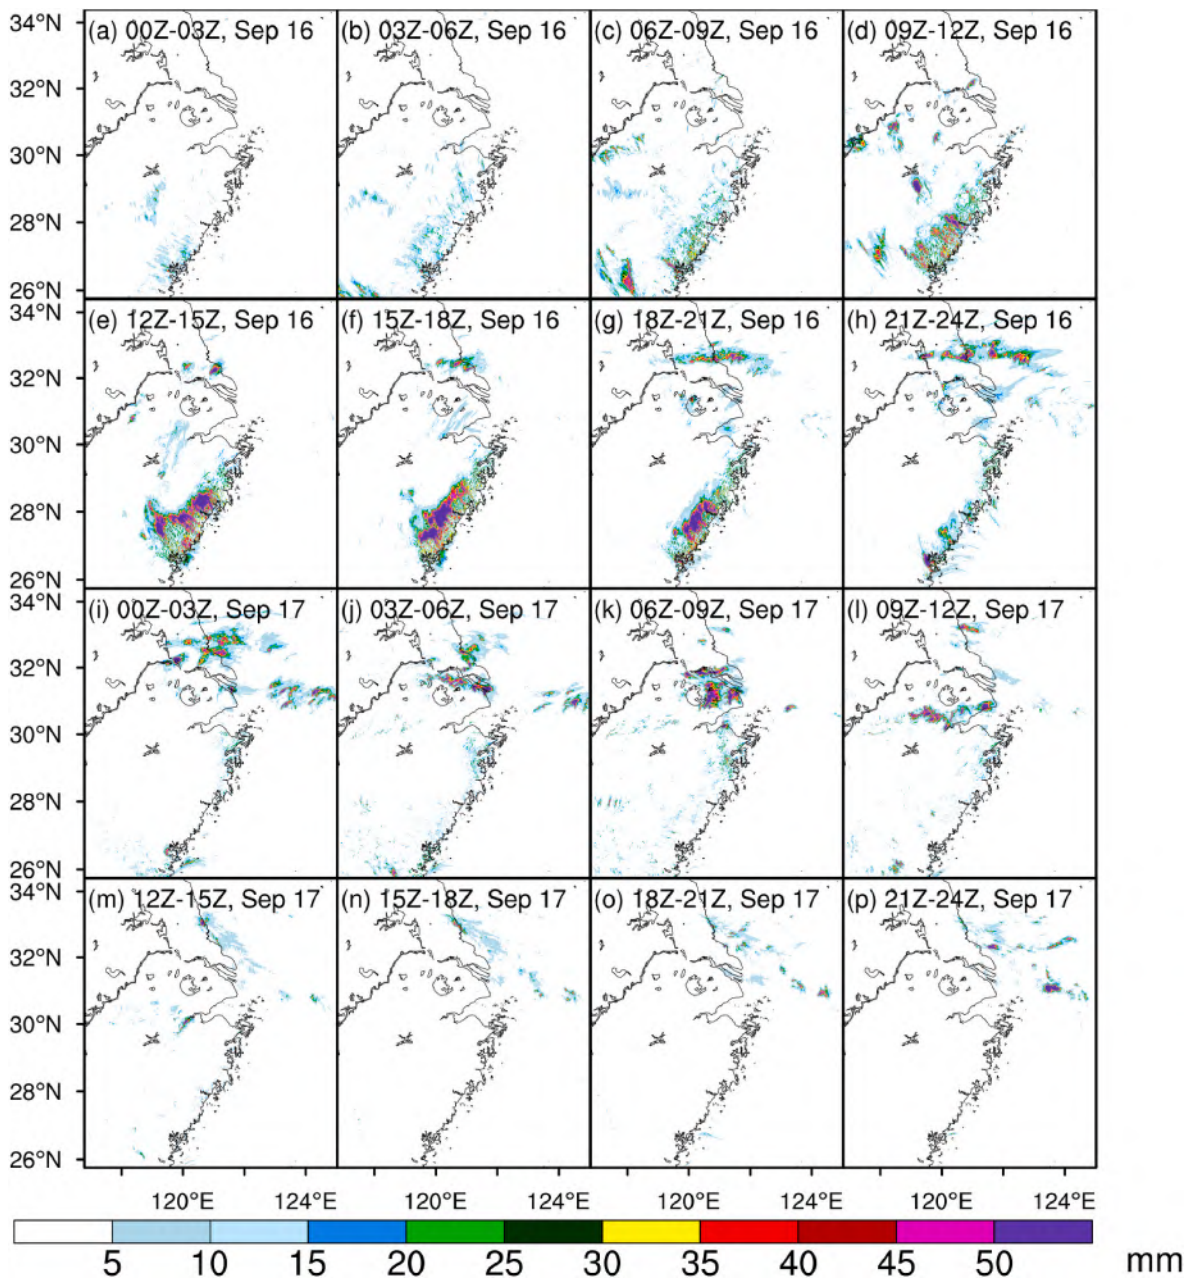 34°N (a) 00Z-03Z, Sep 16 (b) 03Z-06Z, Sep 16 (c) 06Z-09Z, Sep 16 (d) 09Z-12Z, Sep 16
32°N
30°N
28°N
26°N
34°N (e) 12Z-15Z, Sep 16 (f) 15Z-18Z, Sep 16 (g) 18Z-21Z, Sep 16 (h) 21Z-24Z, Sep 16
32°N
30°N
28°N
26°N
34°N (i) 00Z-03Z, Sep 17 (j) 03Z-06Z, Sep 17 (k) 06Z-09Z, Sep 17 (l) 09Z-12Z, Sep 17
32°N
30°N
28°N
26°N
34°N (m) 12Z-15Z, Sep 17 (n) 15Z-18Z, Sep 17 (o) 18Z-21Z, Sep 17 (p) 21Z-24Z, Sep 17
32°N
30°N
28°N
26°N
120°E 124°E 120°E 124°E 120°E 124°E 120°E 124°E
5 10 15 20 25 30 35 40 45 50 mm